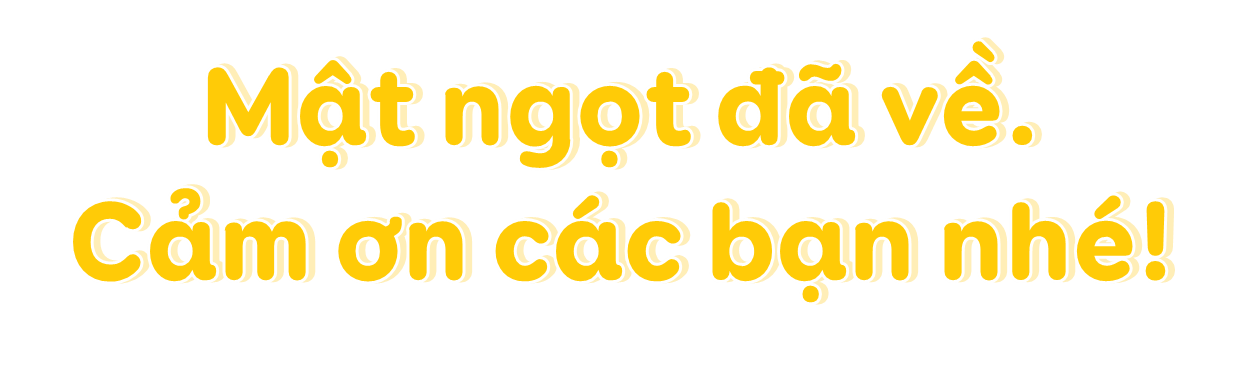 Mật ngọt đã về.
Cảm ơn các bạn nhé!